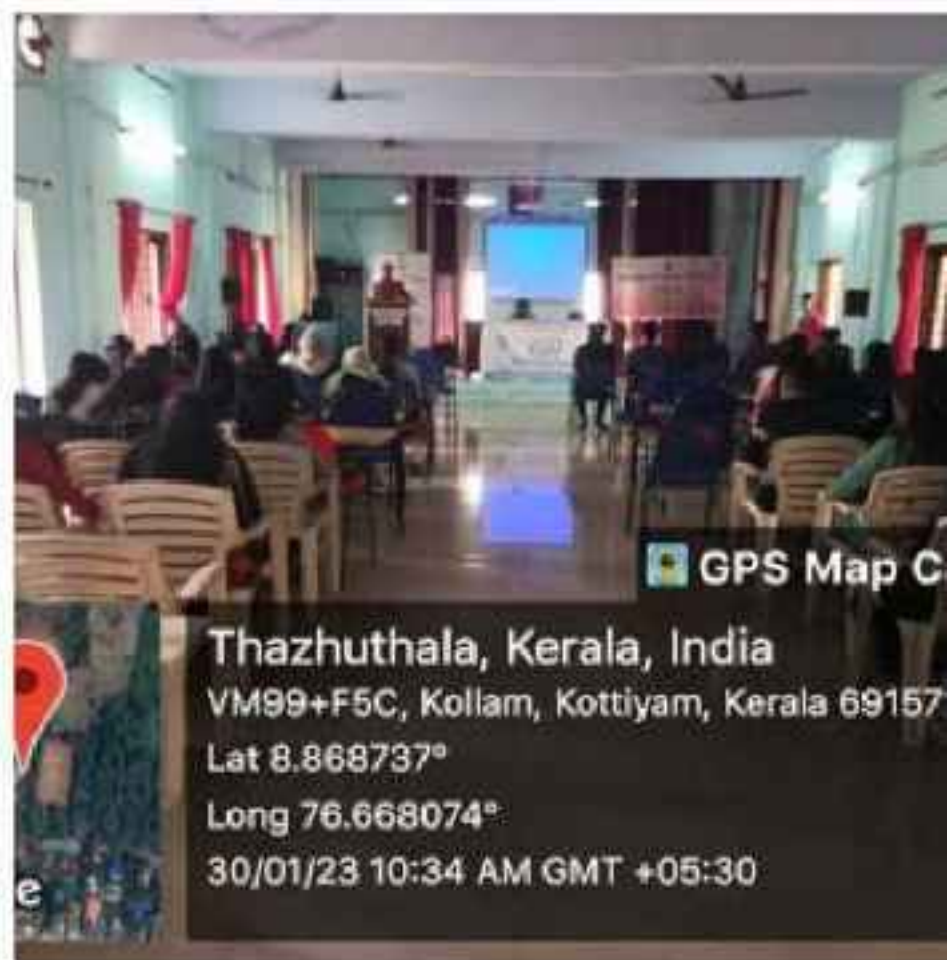 GPS Map C
Thazhuthala, Kerala, India
VM99+F5C, Kollam, Kottiyam, Kerala 69157
Lat 8.868737°
Long 76.668074°
30/01/23 10:34 AM GMT +05:30
e